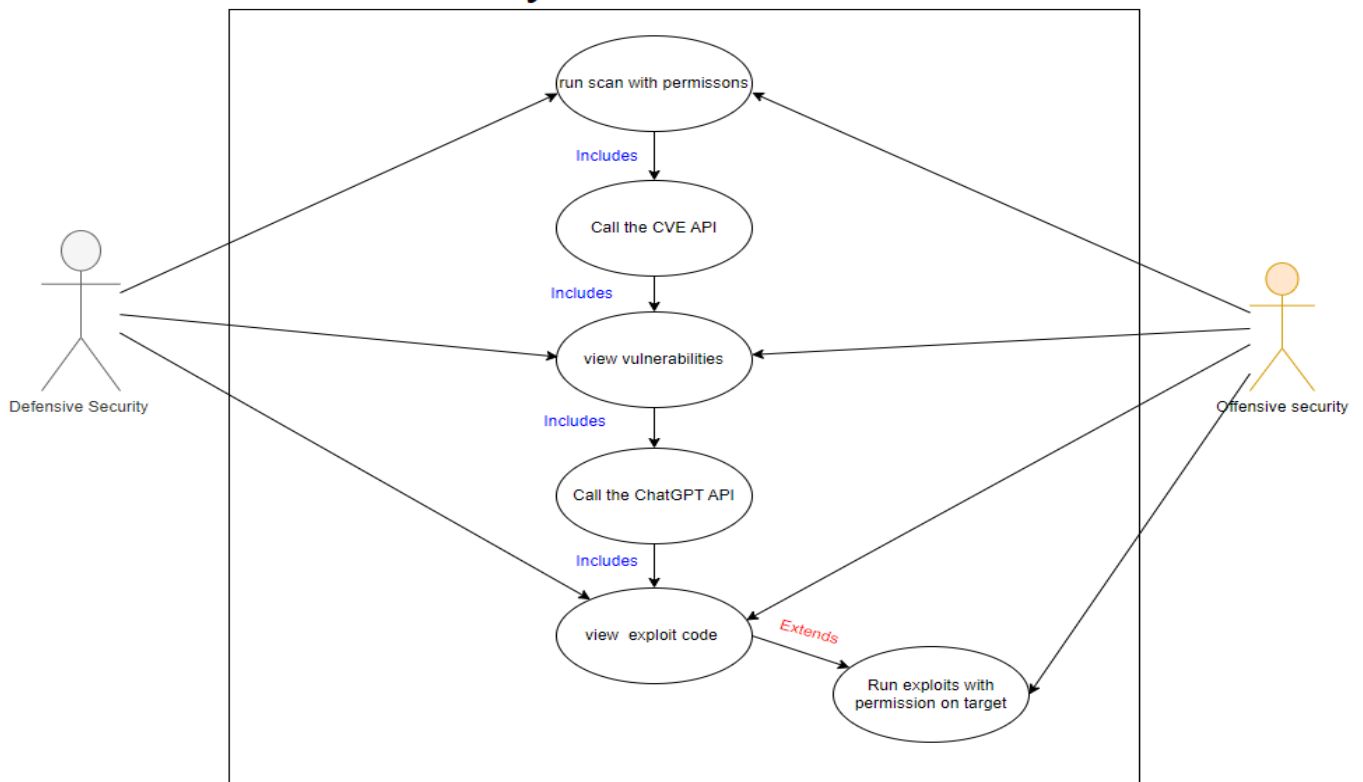 run scan with permissons
Includes
Call the CVE API
Includes
view vulnerabilities
Defensive Security
Offensive security
Includes
Call the ChatGPT API
Includes
view exploit code
Extends
Run exploits with
permission on target